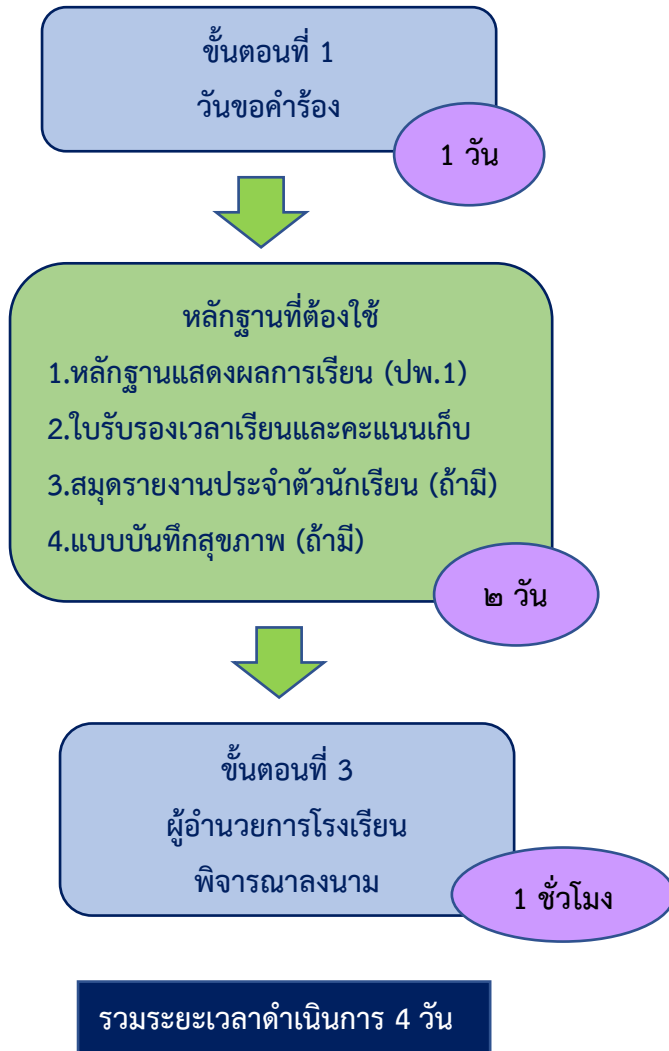 ขั้นตอนที่ 1
วันขอคำร้อง
1 วัน
หลักฐานที่ต้องใช้
1.หลักฐานแสดงผลการเรียน (ปพ.1)
2.ใบรับรองเวลาเรียนและคะแนนเก็บ
3.สมุดรายงานประจำตัวนักเรียน (ถ้ามี)
4.แบบบันทึกสุขภาพ (ถ้ามี)
๒ วัน
ขั้นตอนที่ 3
ผู้อำนวยการโรงเรียน
พิจารณาลงนาม
1 ชั่วโมง
รวมระยะเวลาดำเนินการ 4 วัน